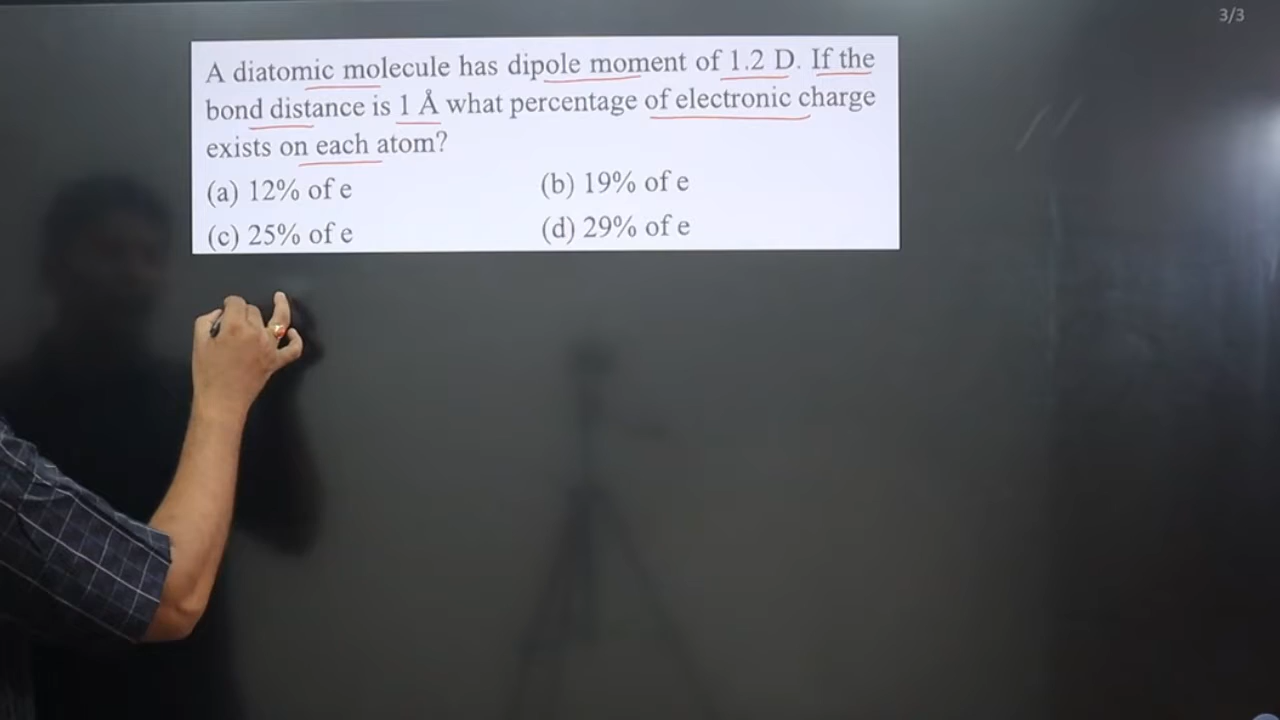 3/3
A diatomic molecule has dipole moment of 1.2 D. If the
bond distance is 1 Å what percentage of electronic charge
exists on each atom?
(a) 12% of e (b) 19% of e
(c) 25% of e (d) 29% of e